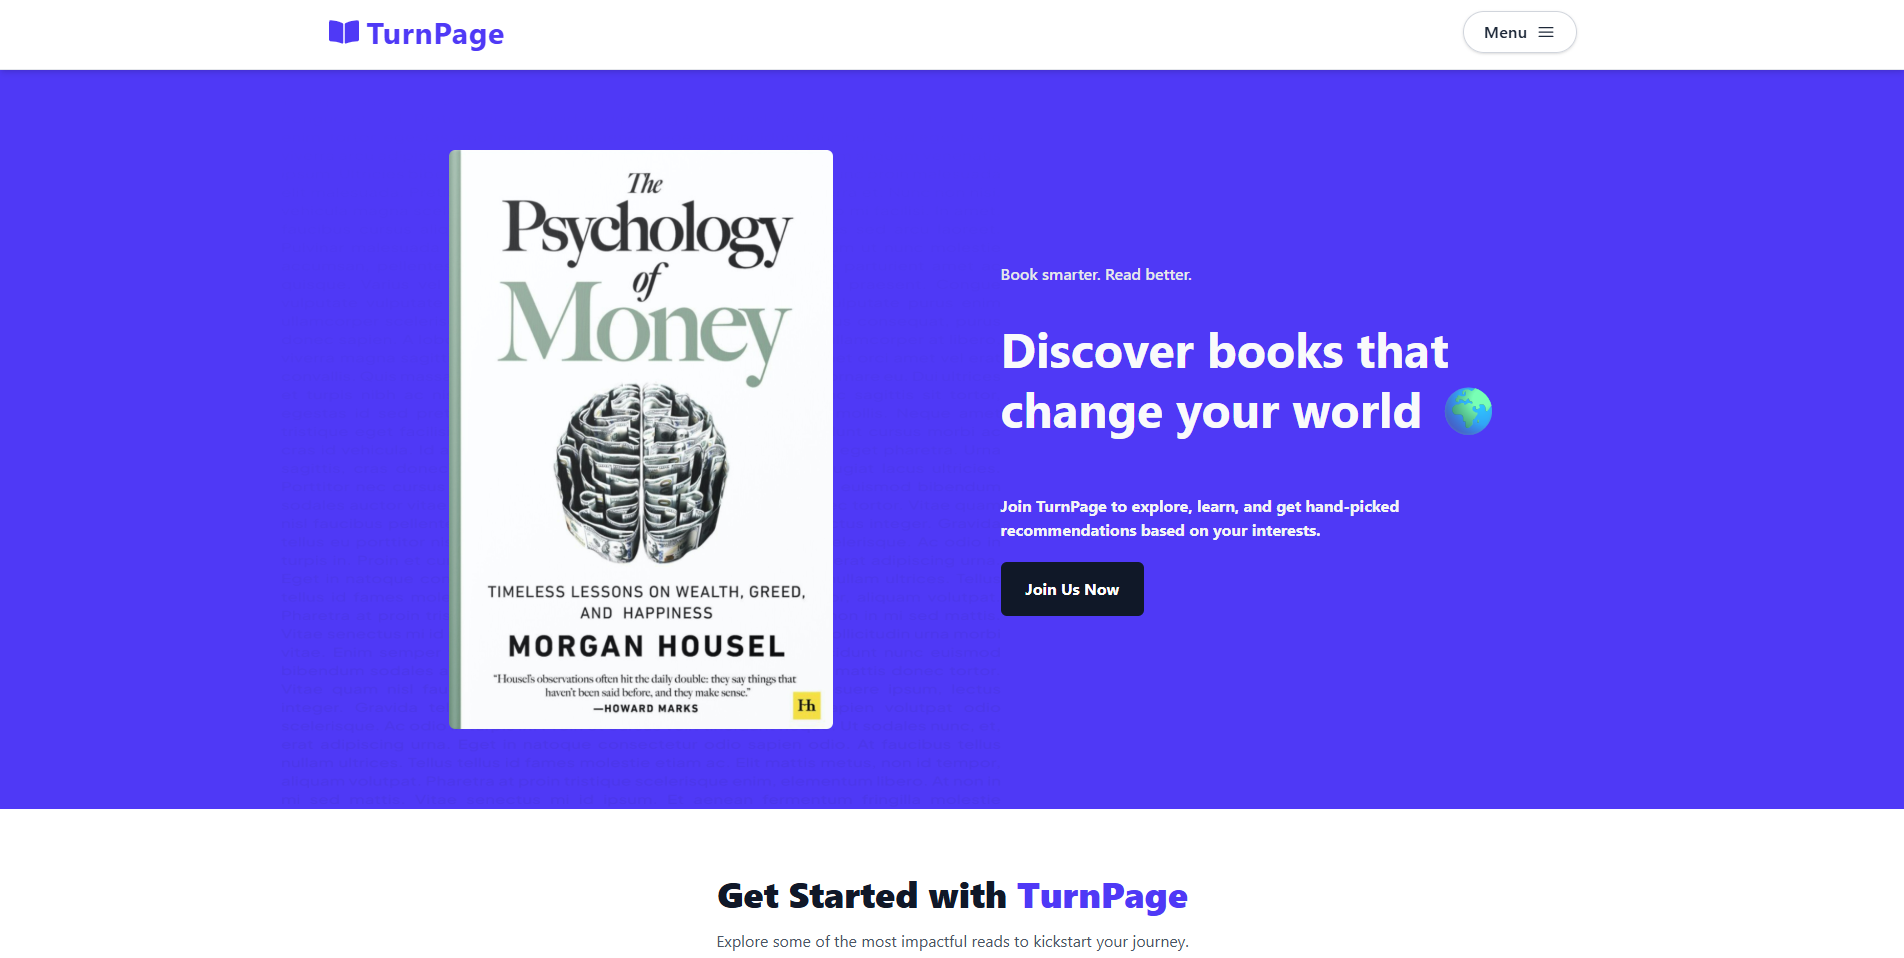 TurnPage
Menu
The
Psychology
of
Money
TIMELESS LESSONS ON WEALTH, GREED,
AND HAPPINESS
MORGAN HOUSEL
“Housel’s observations often hit the daily double: they say things that
haven’t been said before, and they make sense.”
—HOWARD MARKS
Hh
Book smarter. Read better.
Discover books that
change your world 🌍
Join TurnPage to explore, learn, and get hand-picked
recommendations based on your interests.
Join Us Now
Get Started with TurnPage
Explore some of the most impactful reads to kickstart your journey.